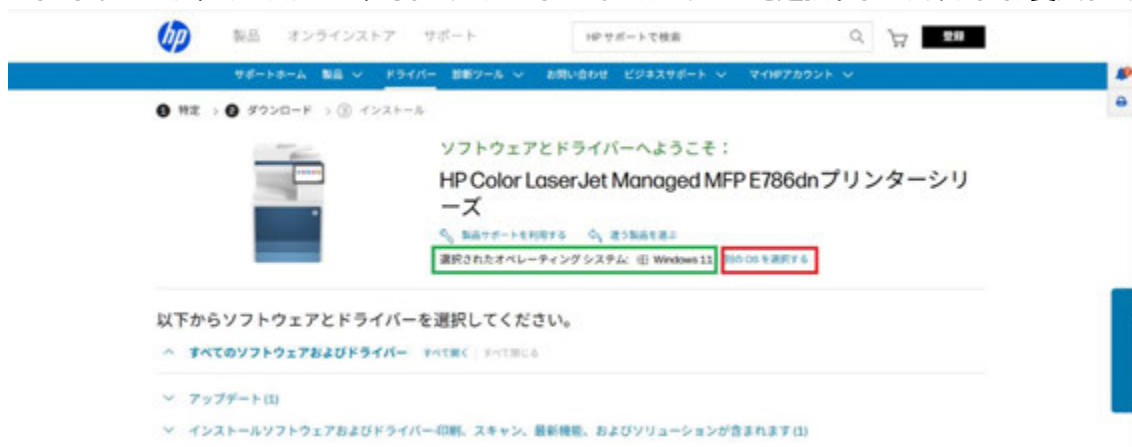 hp
製品 オンラインストア サポート HP サポートで検索 登録
サポートホーム 製品 ドライバー 診断ツール お問い合わせ ビジネスサポート マイHPアカウント
1 特定 > 2 ダウンロード > 3 インストール
ソフトウェアとドライバーへようこそ：
HP Color LaserJet Managed MFP E786dnプリンターシリ
ーズ
製品サポートを利用する 違う製品を選ぶ
選択されたオペレーティング システム: Windows 11 別の OS を選択する
以下からソフトウェアとドライバーを選択してください。
すべてのソフトウェアおよびドライバー すべて開く | すべて閉じる
アップデート (1)
インストールソフトウェアおよびドライバー-印刷、スキャン、最新機能、およびソリューションが含まれます (1)